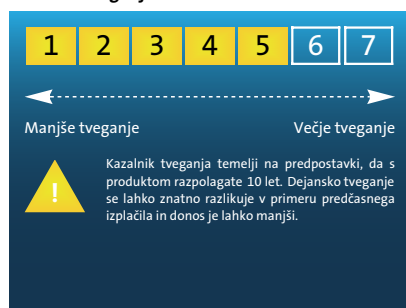 1 2 3 4 5 6 7
Manjše tveganje Večje tveganje
! Kazalnik tveganja temelji na predpostavki, da s
produktom razpolagate 10 let. Dejansko tveganje
se lahko znatno razlikuje v primeru predčasnega
izplačila in donos je lahko manjši.